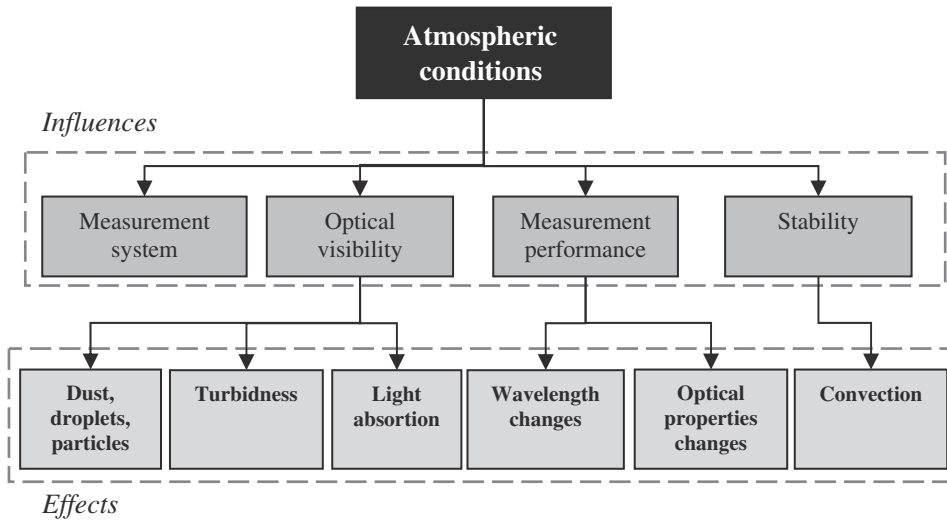 Atmospheric
conditions
Influences
Measurement
system
Optical
visibility
Measurement
performance
Stability
Dust,
droplets,
particles
Turbidness
Light
absortion
Wavelength
changes
Optical
properties
changes
Convection
Effects